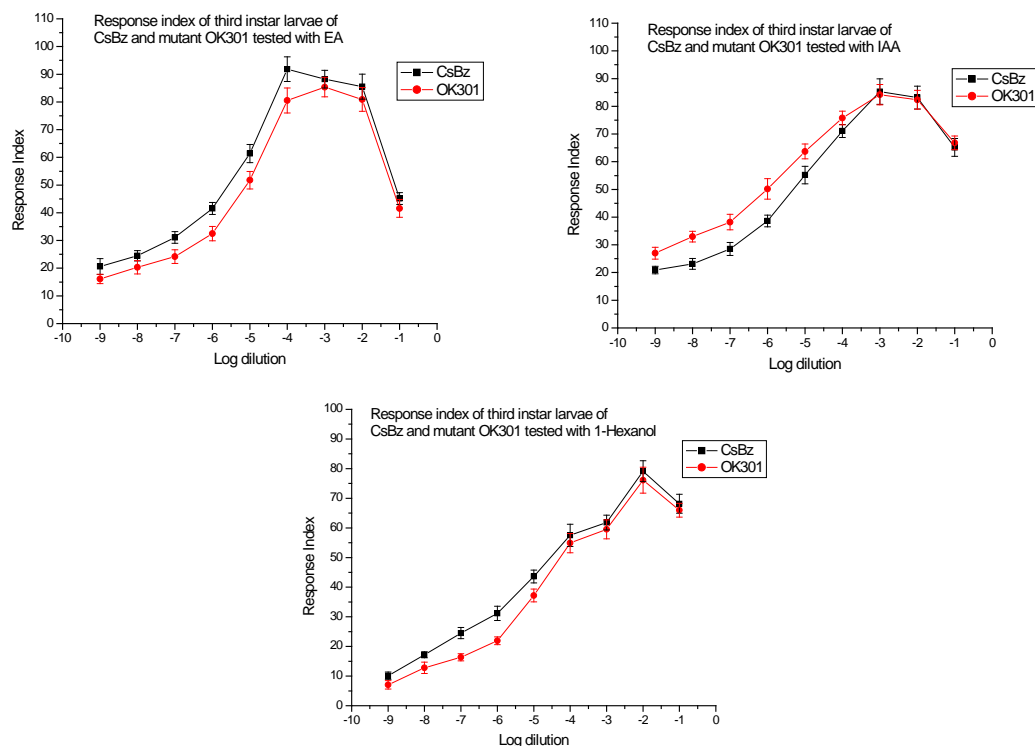 Response index of third instar larvae of
CsBz and mutant OK301 tested with EA
CsBz
OK301
Response Index
110
100
90
80
70
60
50
40
30
20
10
0
-10 -9 -8 -7 -6 -5 -4 -3 -2 -1 0
Log dilution
Response index of third instar larvae of
CsBz and mutant OK301 tested with IAA
CsBz
OK301
Response Index
110
100
90
80
70
60
50
40
30
20
10
0
-10 -9 -8 -7 -6 -5 -4 -3 -2 -1 0
Log dilution
Response index of third instar larvae of
CsBz and mutant OK301 tested with 1-Hexanol
CsBz
OK301
Response Index
100
90
80
70
60
50
40
30
20
10
0
-10 -9 -8 -7 -6 -5 -4 -3 -2 -1 0
Log dilution